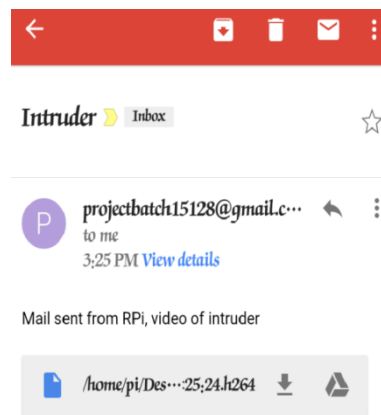 Intruder Inbox
P
projectbatch15128@gmail.c···
to me
3:25 PM View details
Mail sent from RPi, video of intruder
/home/pi/Des···:25:24.h264